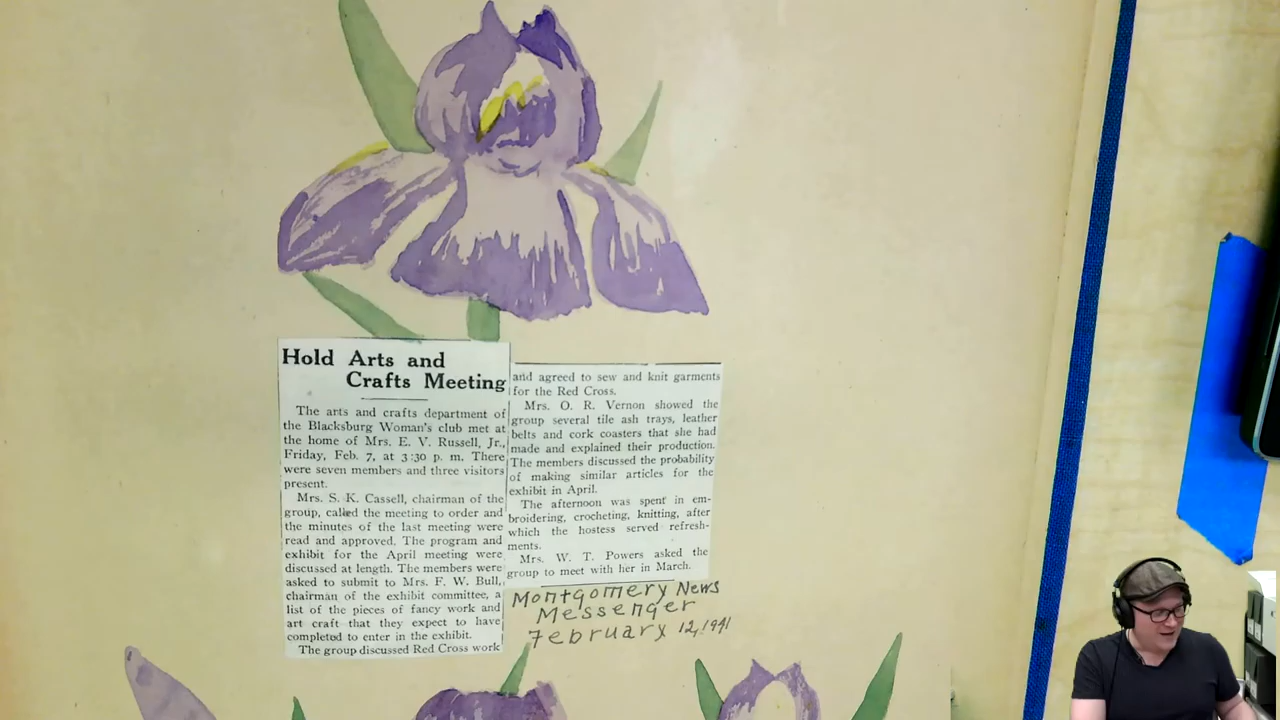 Hold Arts and
Crafts Meeting
The arts and crafts department of
the Blacksburg Woman's club met at
the home of Mrs. E. V. Russell, Jr.,
Friday, Feb. 7, at 3:30 p. m. There
were seven members and three visitors
present.
Mrs. S. K. Cassell, chairman of the
group, called the meeting to order and
the minutes of the last meeting were
read and approved. The program and
exhibit for the April meeting were
discussed at length. The members were
asked to submit to Mrs. F. W. Bull,
chairman of the exhibit committee, a
list of the pieces of fancy work and
art craft that they expect to have
completed to enter in the exhibit.
The group discussed Red Cross work
and agreed to sew and knit garments
for the Red Cross.
Mrs. O. R. Vernon showed the
group several tile ash trays, leather
belts and cork coasters that she had
made and explained their production.
The members discussed the probability
of making similar articles for the
exhibit in April.
The afternoon was spent in em-
broidering, crocheting, knitting, after
which the hostess served refresh-
ments.
Mrs. W. T. Powers asked the
group to meet with her in March.
Montgomery News
Messenger
February 12, 1941